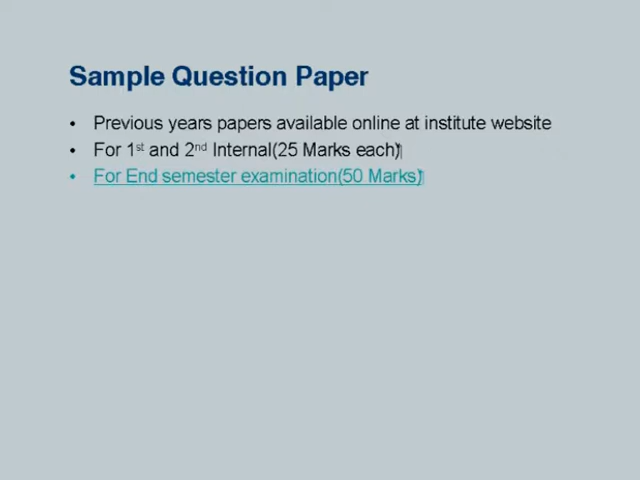 Sample Question Paper
• Previous years papers available online at institute website
• For 1st and 2nd Internal(25 Marks each)
• For End semester examination(50 Marks)